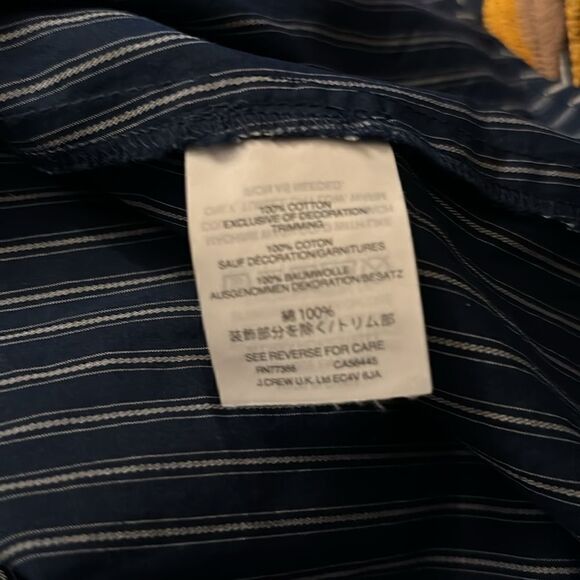 100% COTTON
EXCLUSIVE OF DECORATION/
TRIMMING
100% COTON
SAUF DÉCORATION/GARNITURES
100% BAUMWOLLE
AUSGENOMMEN DEKORATION/BESATZ
綿 100%
装飾部分を除く/トリム部
SEE REVERSE FOR CARE
RN77388 CA56445
J.CREW U.K. Ltd EC4V 6JA